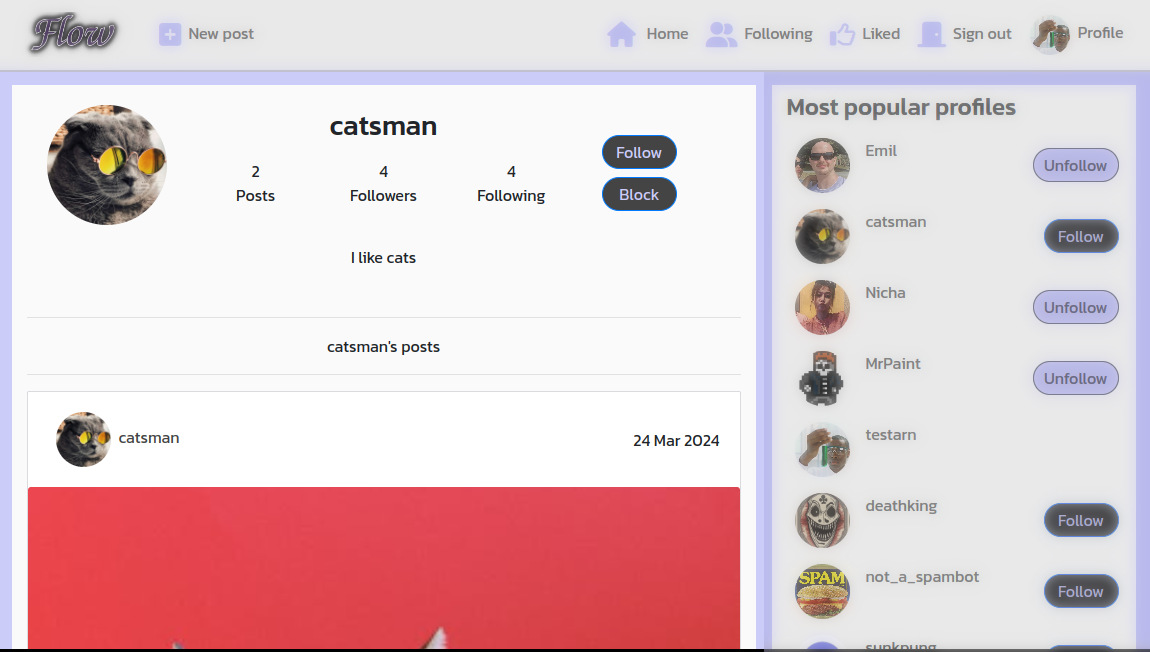 Flow
New post
Home
Following
Liked
Sign out
Profile
catsman
2
Posts
4
Followers
4
Following
Follow
Block
I like cats
catsman's posts
catsman
24 Mar 2024
Most popular profiles
Emil
Unfollow
catsman
Follow
Nicha
Unfollow
MrPaint
Unfollow
testarn
deathking
Follow
SPAM
not_a_spambot
Follow